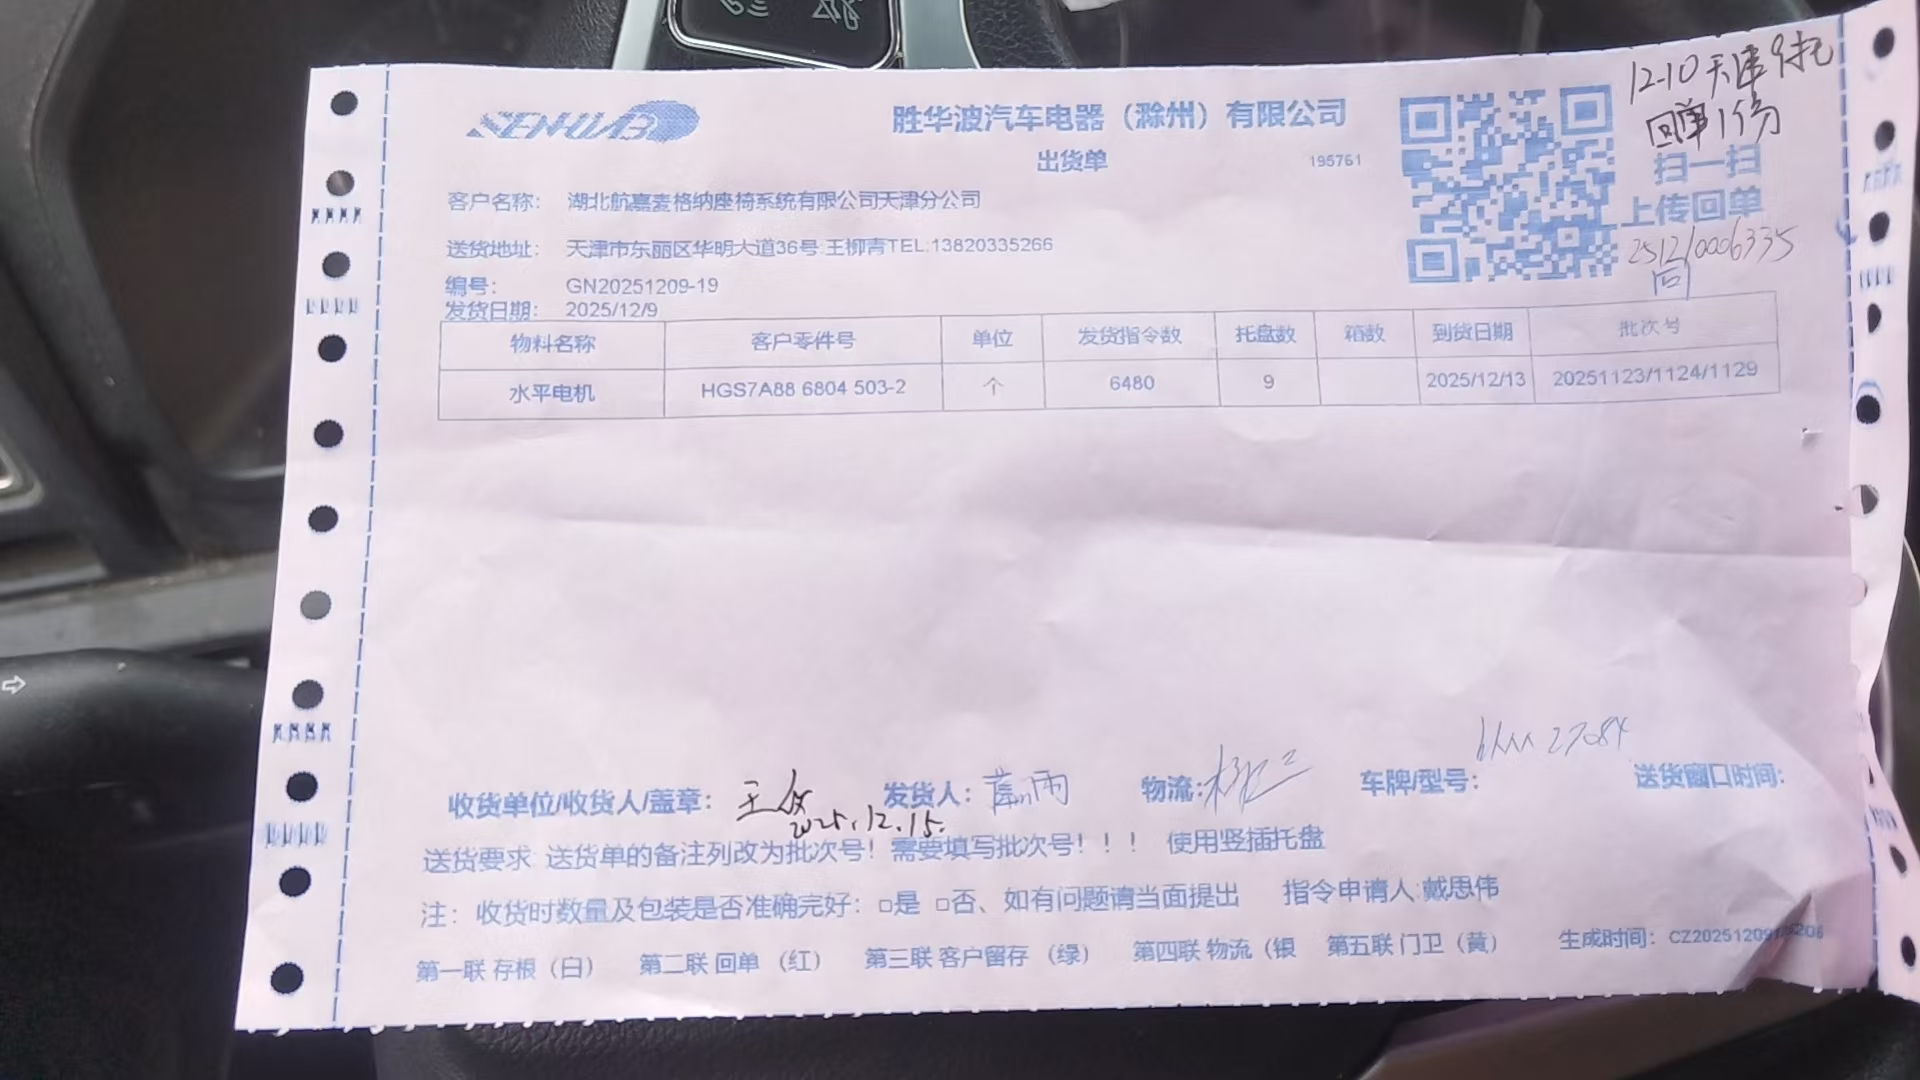 SENHWB
胜华波汽车电器（滁州）有限公司
12-10 天津9托
回单1份
出货单
195761
扫一扫
上传回单
客户名称： 湖北航嘉麦格纳座椅系统有限公司天津分公司
送货地址： 天津市东丽区华明大道36号 王柳青TEL:13820335266
251210006335
回
编号： GN20251209-19
发货日期： 2025/12/9
物料名称 客户零件号 单位 发货指令数 托盘数 箱数 到货日期 批次号
水平电机 HGS7A88 6804 503-2 个 6480 9 2025/12/13 20251123/1124/1129
27084
收货单位/收货人/盖章： 发货人： 物流： 车牌/型号： 送货窗口时间：
2025.12.15.
送货要求 送货单的备注列改为批次号！需要填写批次号！！！ 使用竖插托盘
注： 收货时数量及包装是否准确完好：□是 □否、如有问题请当面提出 指令申请人:戴思伟
第一联 存根（白） 第二联 回单 （红） 第三联 客户留存 （绿） 第四联 物流（银 第五联 门卫（黄） 生成时间：